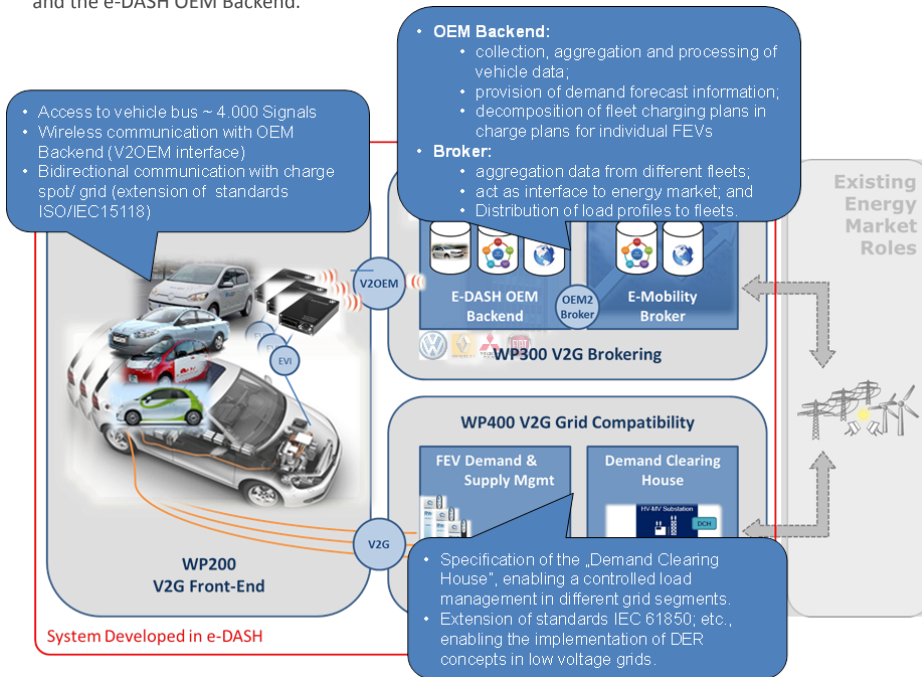 and the e-DASH OEM Backend.
• OEM Backend:
• collection, aggregation and processing of
vehicle data;
• provision of demand forecast information;
• decomposition of fleet charging plans in
charge plans for individual FEVs
• Broker:
• aggregation data from different fleets;
• act as interface to energy market; and
• Distribution of load profiles to fleets.
• Access to vehicle bus ~ 4.000 Signals
• Wireless communication with OEM
Backend (V2OEM interface)
• Bidirectional communication with charge
spot/ grid (extension of standards
ISO/IEC15118)
Existing
Energy
Market
Roles
V2OEM
E-DASH OEM
Backend
OEM2
Broker
E-Mobility
Broker
WP300 V2G Brokering
EVI
WP400 V2G Grid Compatibility
FEV Demand &
Supply Mgmt
Demand Clearing
House
HV-MV Substation
DCH
V2G
WP200
V2G Front-End
• Specification of the „Demand Clearing
House", enabling a controlled load
management in different grid segments.
• Extension of standards IEC 61850; etc.,
enabling the implementation of DER
concepts in low voltage grids.
System Developed in e-DASH